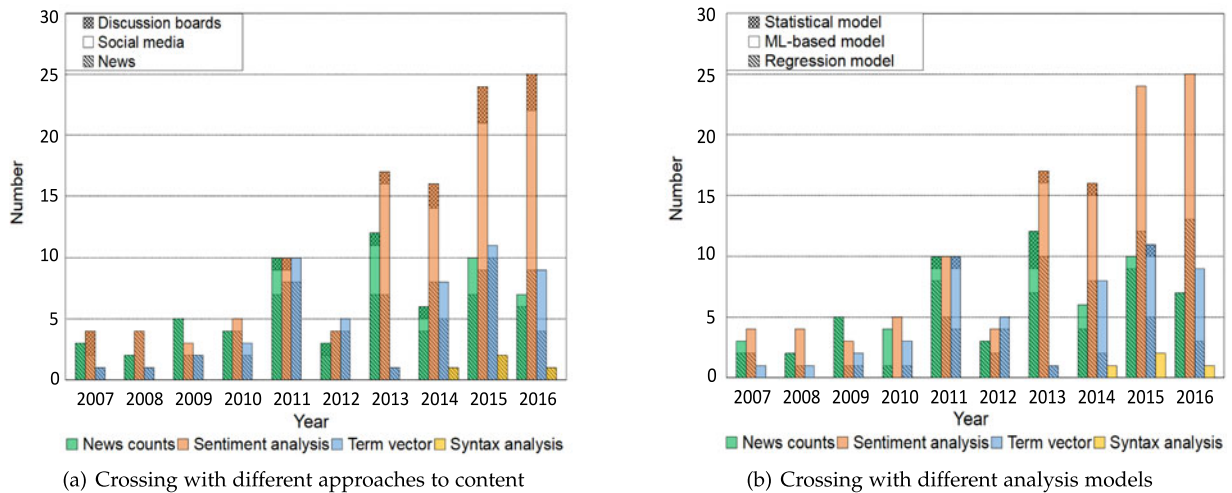 30
25
20
15
10
5
0
Number
Discussion boards
Social media
News
2007 2008 2009 2010 2011 2012 2013 2014 2015 2016
Year
News counts Sentiment analysis Term vector Syntax analysis
(a) Crossing with different approaches to content
30
25
20
15
10
5
0
Number
Statistical model
ML-based model
Regression model
2007 2008 2009 2010 2011 2012 2013 2014 2015 2016
Year
News counts Sentiment analysis Term vector Syntax analysis
(b) Crossing with different analysis models